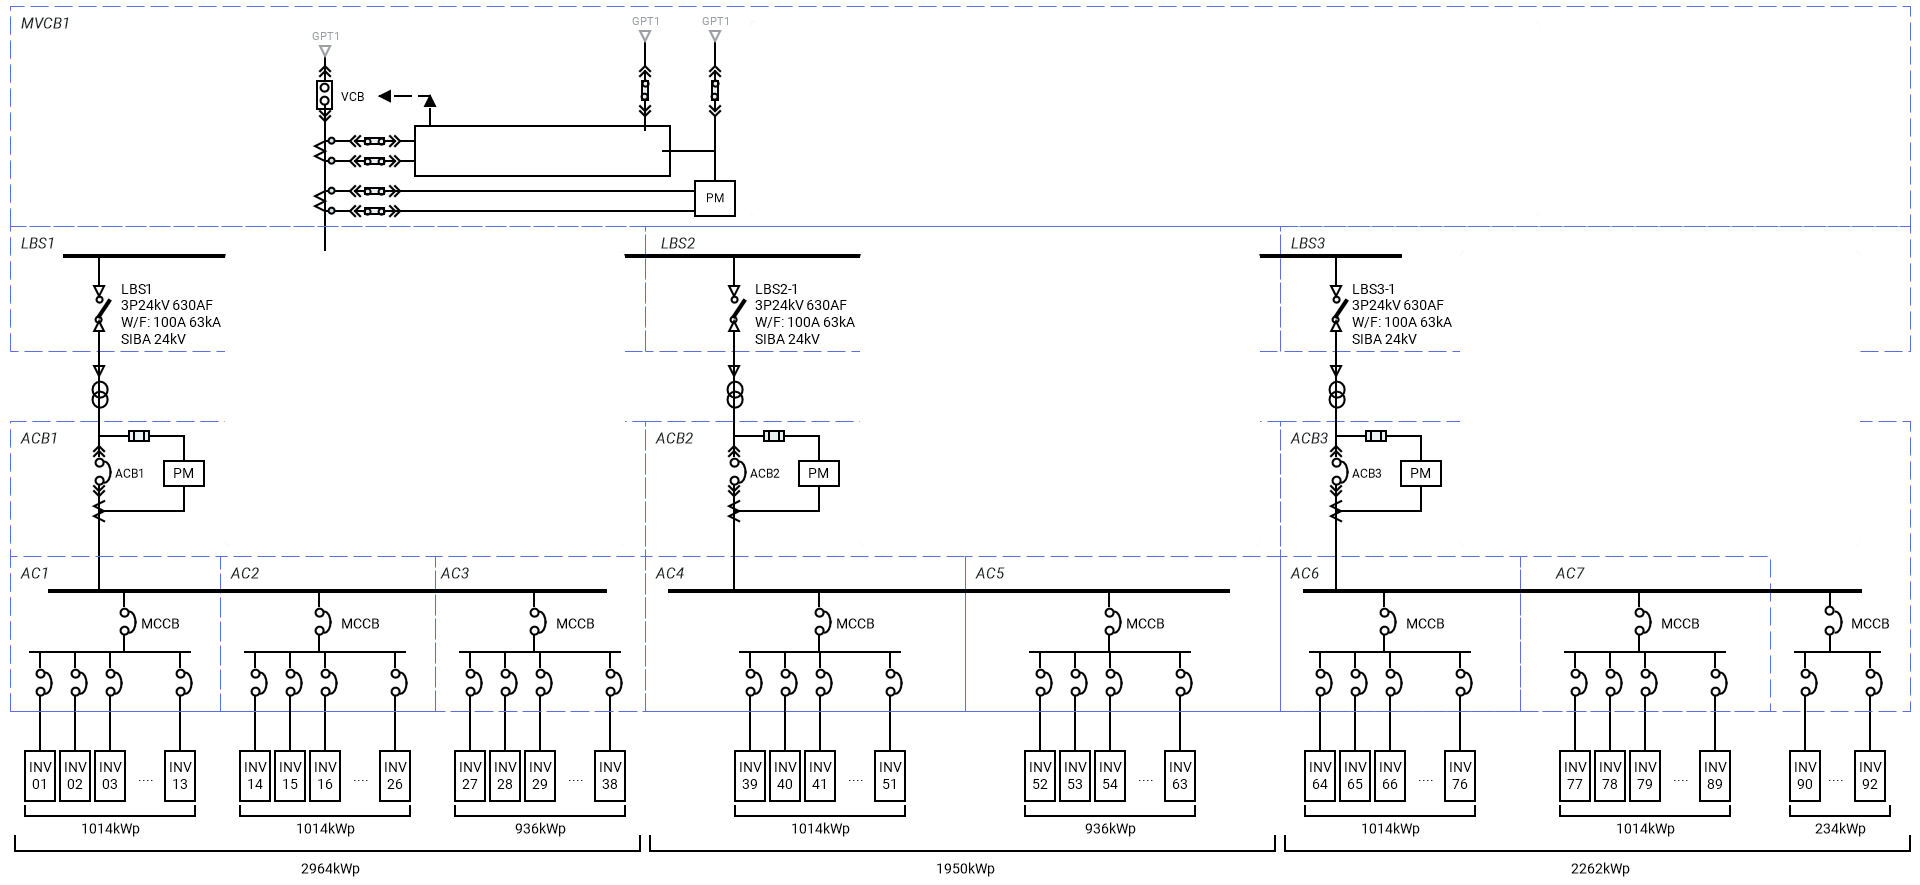 MVCB1
GPT1
GPT1
GPT1
VCB
PM
LBS1
LBS2
LBS3
LBS1
3P24kV 630AF
W/F: 100A 63kA
SIBA 24kV
LBS2-1
3P24kV 630AF
W/F: 100A 63kA
SIBA 24kV
LBS3-1
3P24kV 630AF
W/F: 100A 63kA
SIBA 24kV
ACB1
ACB1
PM
ACB2
ACB2
PM
ACB3
ACB3
PM
AC1
AC2
AC3
AC4
AC5
AC6
AC7
MCCB
MCCB
MCCB
MCCB
MCCB
MCCB
MCCB
MCCB
INV
01
INV
02
INV
03
....
INV
13
INV
14
INV
15
INV
16
....
INV
26
INV
27
INV
28
INV
29
....
INV
38
INV
39
INV
40
INV
41
....
INV
51
INV
52
INV
53
INV
54
....
INV
63
INV
64
INV
65
INV
66
....
INV
76
INV
77
INV
78
INV
79
....
INV
89
INV
90
....
INV
92
1014kWp
1014kWp
936kWp
1014kWp
936kWp
1014kWp
1014kWp
234kWp
2964kWp
1950kWp
2262kWp